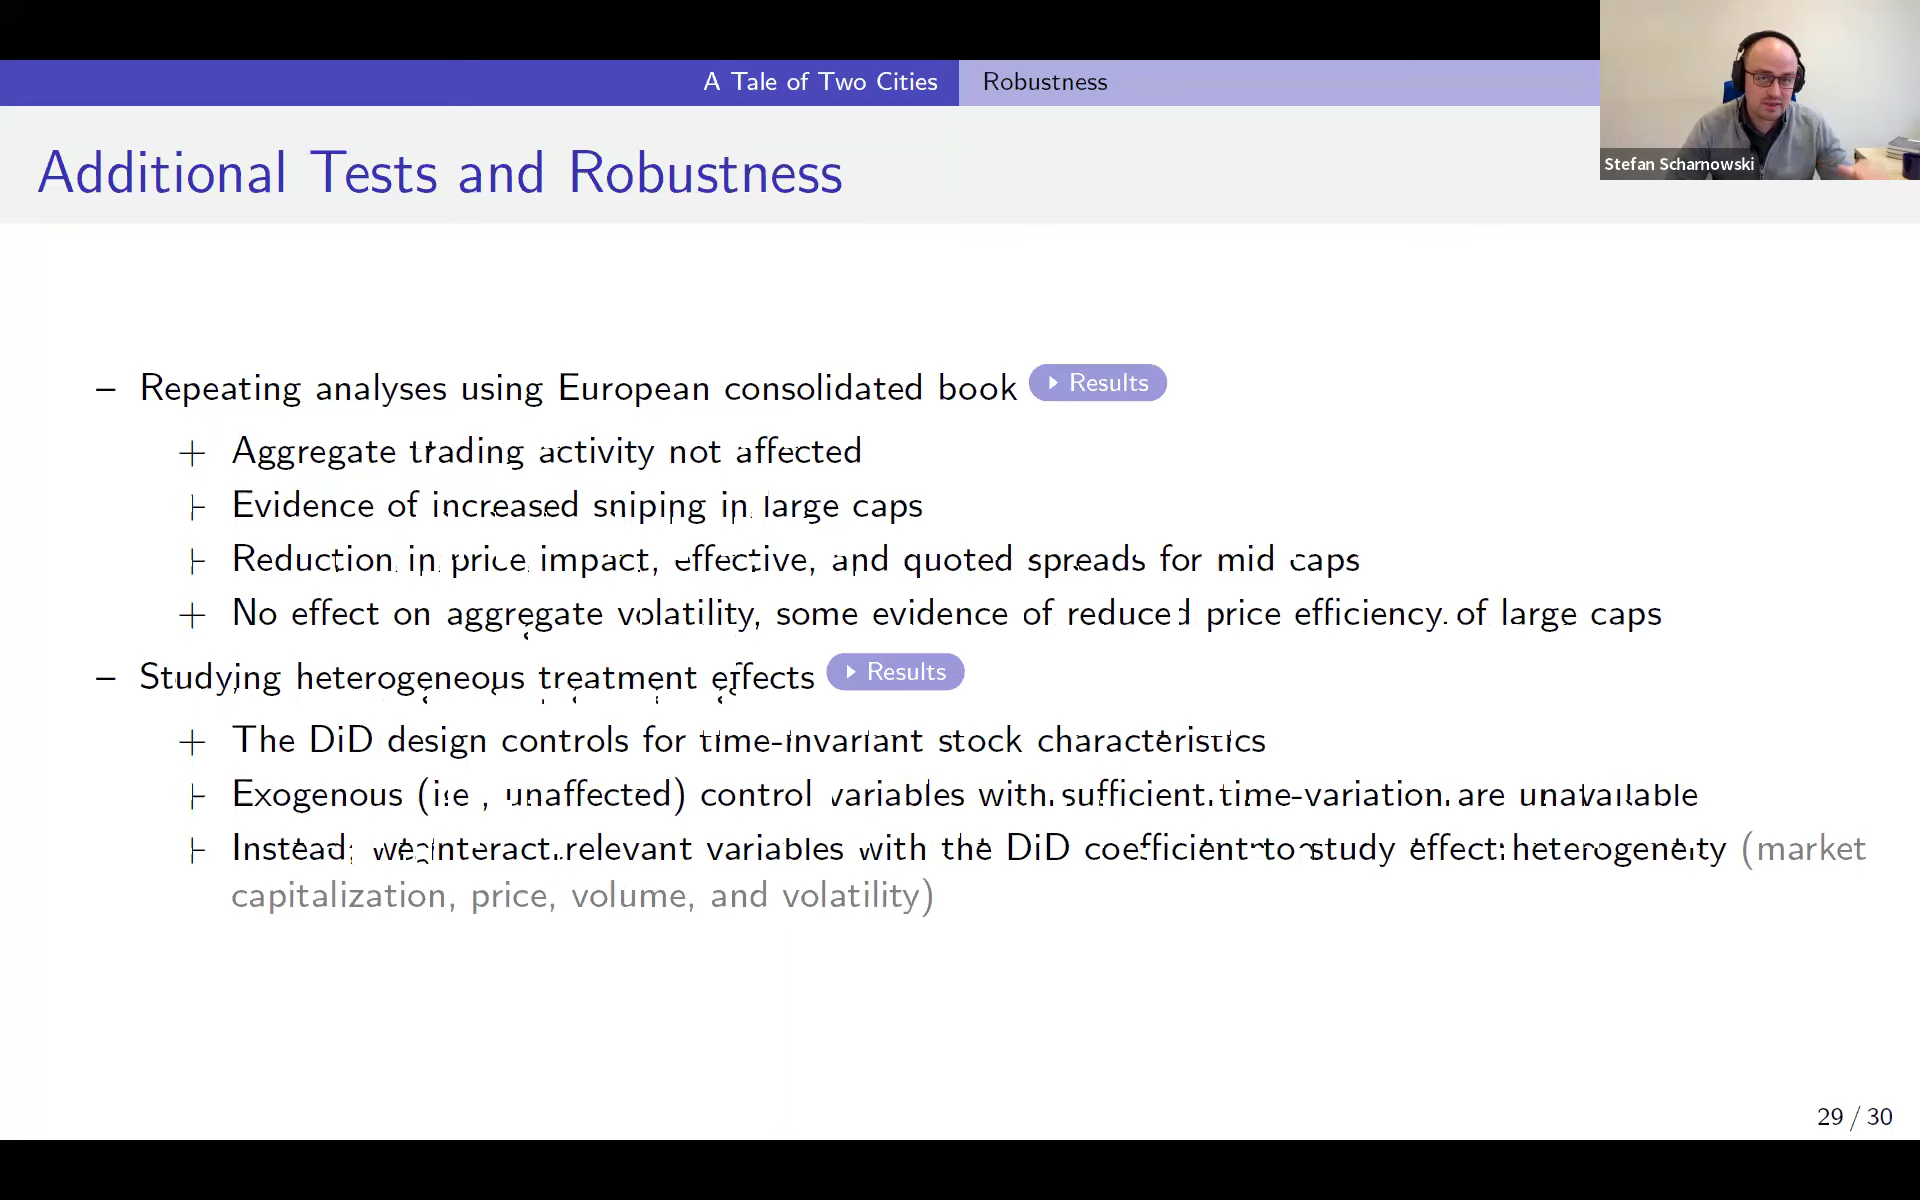 A Tale of Two Cities Robustness
Stefan Scharnowski
Additional Tests and Robustness
– Repeating analyses using European consolidated book Results
+ Aggregate trading activity not affected
+ Evidence of increased sniping in large caps
+ Reduction in price impact, effective, and quoted spreads for mid caps
+ No effect on aggregate volatility, some evidence of reduced price efficiency of large caps
– Studying heterogeneous treatment effects Results
+ The DiD design controls for time-invariant stock characteristics
+ Exogenous (i.e., unaffected) control variables with sufficient time-variation are unavailable
+ Instead, we interact relevant variables with the DiD coefficient to study effect heterogeneity (market
capitalization, price, volume, and volatility)
29 / 30